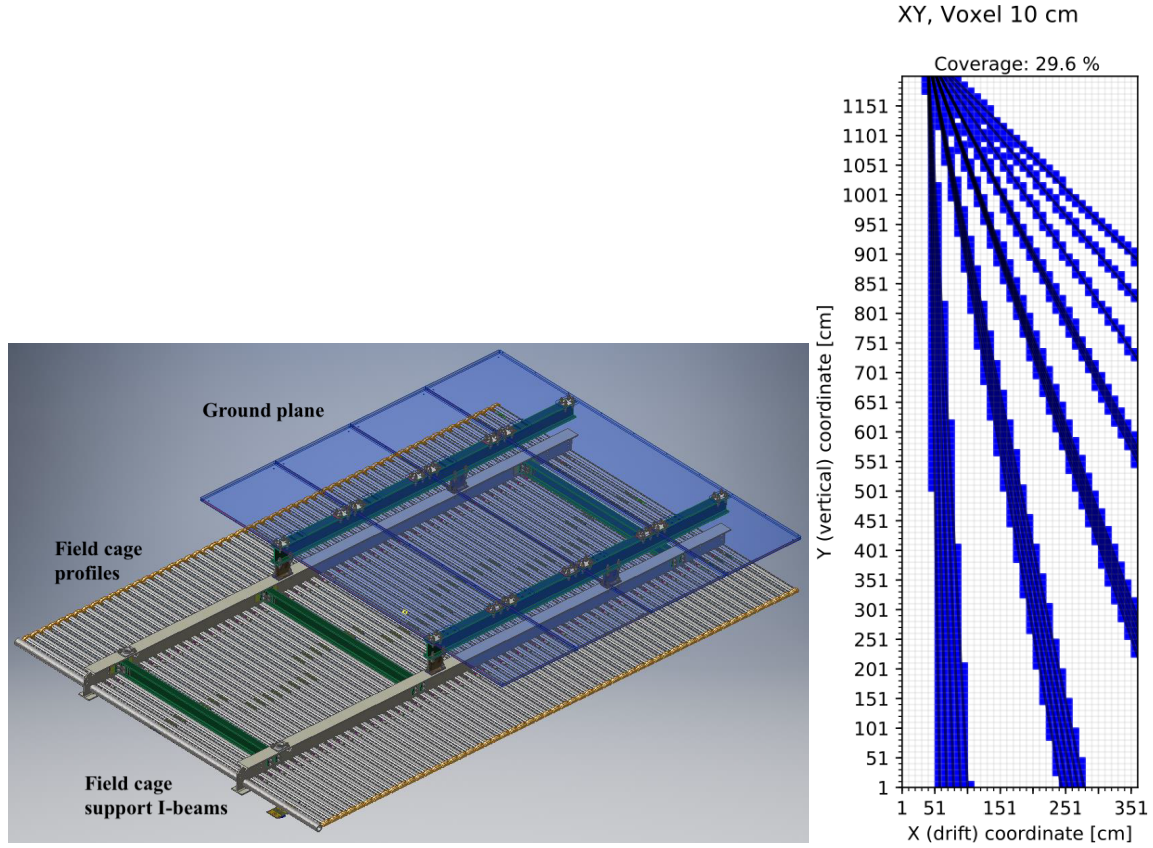 Ground plane
Field cage
profiles
Field cage
support I-beams
XY, Voxel 10 cm
Coverage: 29.6 %
Y (vertical) coordinate [cm]
1151
1101
1051
1001
951
901
851
801
751
701
651
601
551
501
451
401
351
301
251
201
151
101
51
1
1 51 151 251 351
X (drift) coordinate [cm]